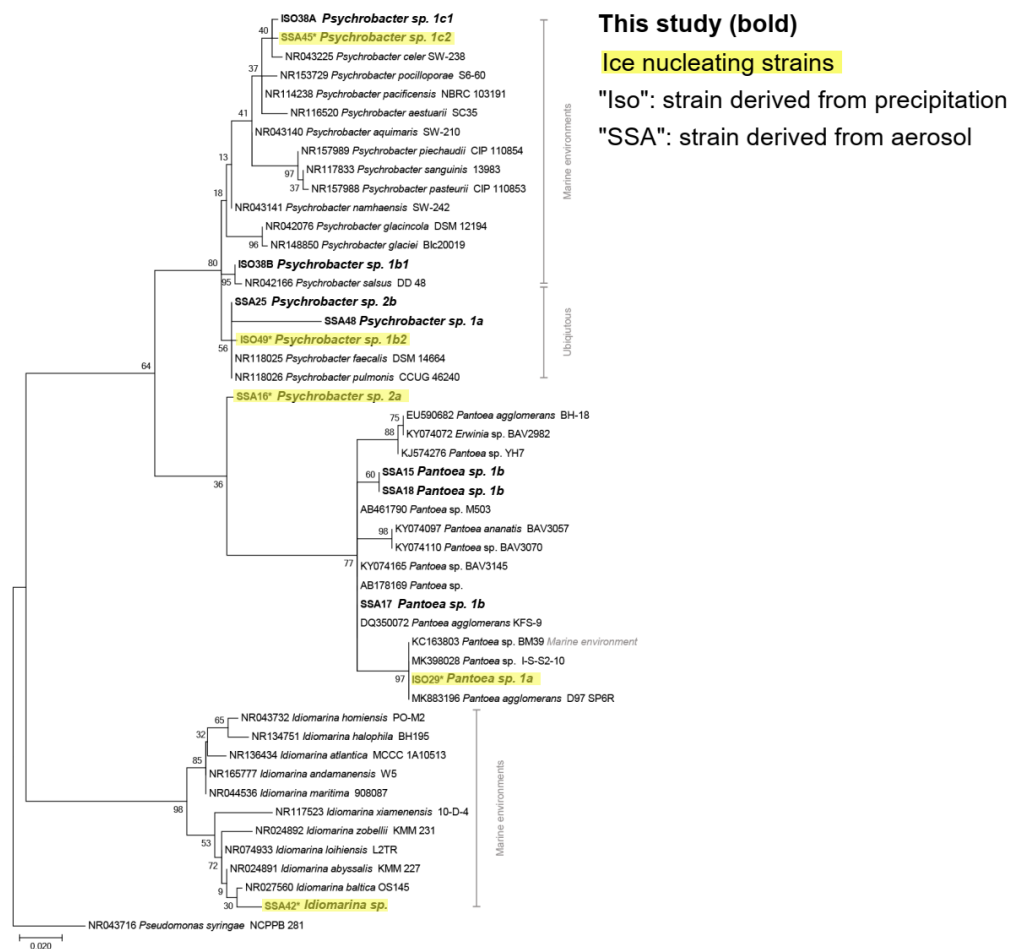 This study (bold)
Ice nucleating strains
"Iso": strain derived from precipitation
"SSA": strain derived from aerosol
ISO38A Psychrobacter sp. 1c1
40
SSA45* Psychrobacter sp. 1c2
NR043225 Psychrobacter celer SW-238
37
NR153729 Psychrobacter pocilloporae S6-60
NR114238 Psychrobacter pacificensis NBRC 103191
41
NR116520 Psychrobacter aestuarii SC35
NR043140 Psychrobacter aquimaris SW-210
NR157989 Psychrobacter piechaudii CIP 110854
13
97
NR117833 Psychrobacter sanguinis 13983
37
NR157988 Psychrobacter pasteurii CIP 110853
18
NR043141 Psychrobacter namhaensis SW-242
NR042076 Psychrobacter glacincola DSM 12194
96
NR148850 Psychrobacter glaciei BIc20019
Marine environments
80
ISO38B Psychrobacter sp. 1b1
95
NR042166 Psychrobacter salsus DD 48
SSA25 Psychrobacter sp. 2b
SSA48 Psychrobacter sp. 1a
ISO49* Psychrobacter sp. 1b2
56
NR118025 Psychrobacter faecalis DSM 14664
NR118026 Psychrobacter pulmonis CCUG 46240
Ubiqiutous
64
SSA16* Psychrobacter sp. 2a
75
EU590682 Pantoea agglomerans BH-18
88
KY074072 Erwinia sp. BAV2982
KJ574276 Pantoea sp. YH7
60
SSA15 Pantoea sp. 1b
36
SSA18 Pantoea sp. 1b
AB461790 Pantoea sp. M503
98
KY074097 Pantoea ananatis BAV3057
KY074110 Pantoea sp. BAV3070
77
KY074165 Pantoea sp. BAV3145
AB178169 Pantoea sp.
SSA17 Pantoea sp. 1b
DQ350072 Pantoea agglomerans KFS-9
KC163803 Pantoea sp. BM39 Marine environment
MK398028 Pantoea sp. I-S-S2-10
97
ISO29* Pantoea sp. 1a
MK883196 Pantoea agglomerans D97 SP6R
65
NR043732 Idiomarina homiensis PO-M2
32
NR134751 Idiomarina halophila BH195
85
NR136434 Idiomarina atlantica MCCC 1A10513
NR165777 Idiomarina andamanensis W5
98
NR044536 Idiomarina maritima 908087
NR117523 Idiomarina xiamenensis 10-D-4
53
NR024892 Idiomarina zobellii KMM 231
NR074933 Idiomarina loihiensis L2TR
72
NR024891 Idiomarina abyssalis KMM 227
9
NR027560 Idiomarina baltica OS145
30
SSA42* Idiomarina sp.
Marine environments
NR043716 Pseudomonas syringae NCPPB 281
0.020